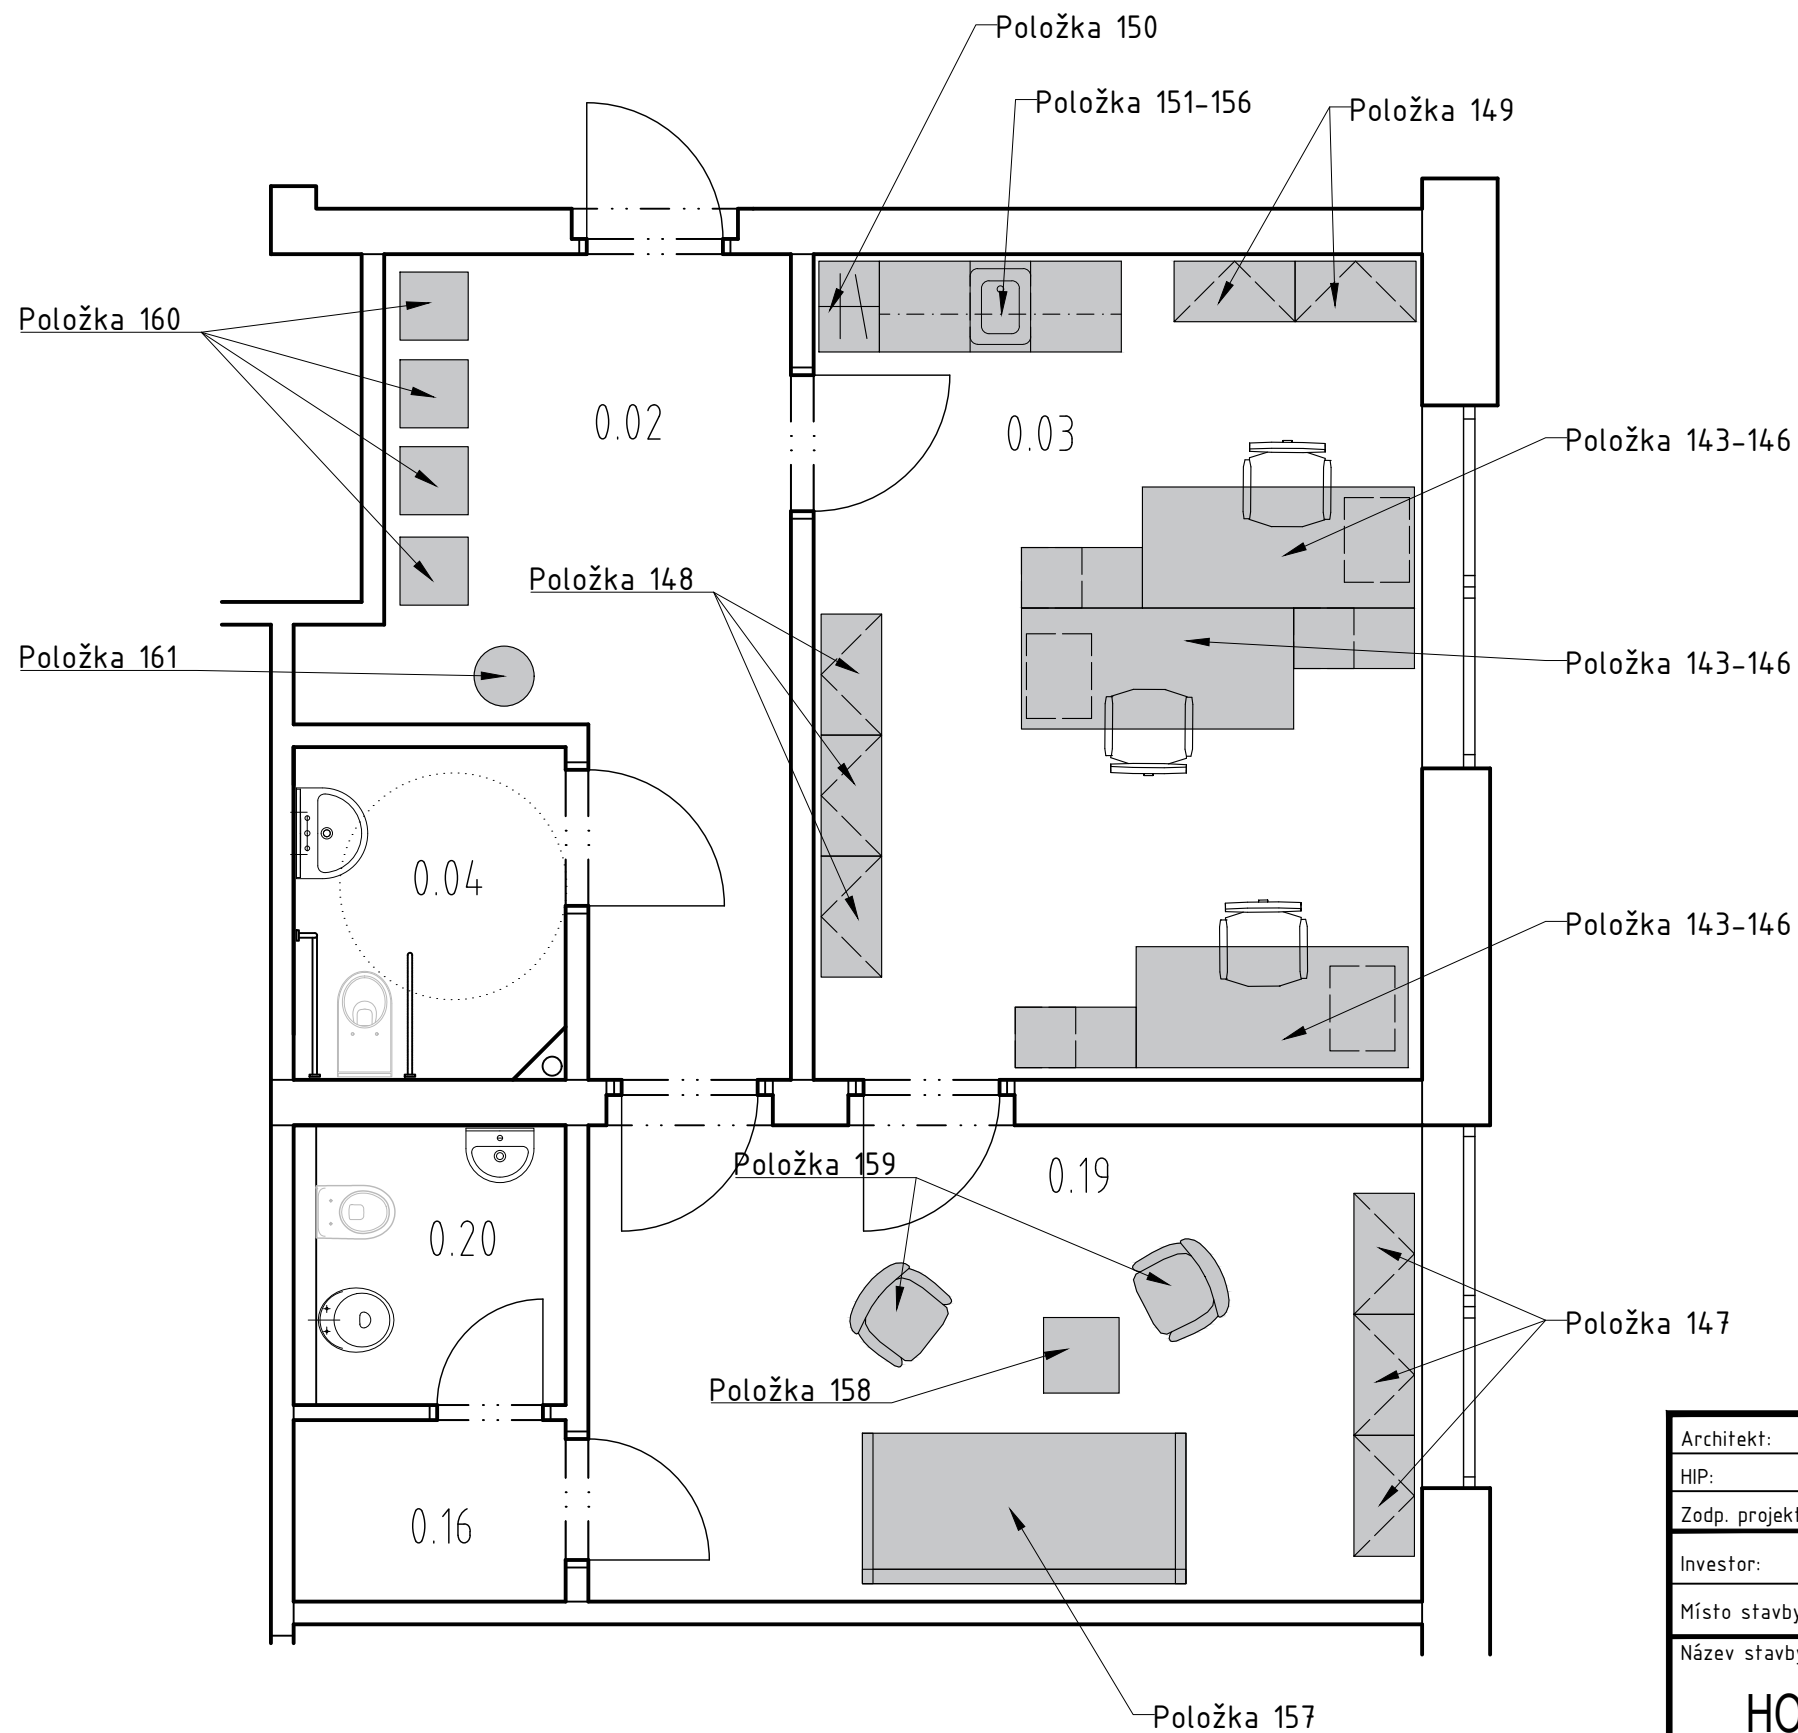 Položka 150
Položka 151-156
Položka 149
Položka 160
0.02
0.03
Položka 143-146
Položka 148
Položka 161
Položka 143-146
0.04
Položka 143-146
Položka 159
0.19
0.20
Položka 147
Položka 158
0.16
Položka 157
Architekt:
HIP:
Zodp. projekt
Investor:
Místo stavby
Název stavby
HO